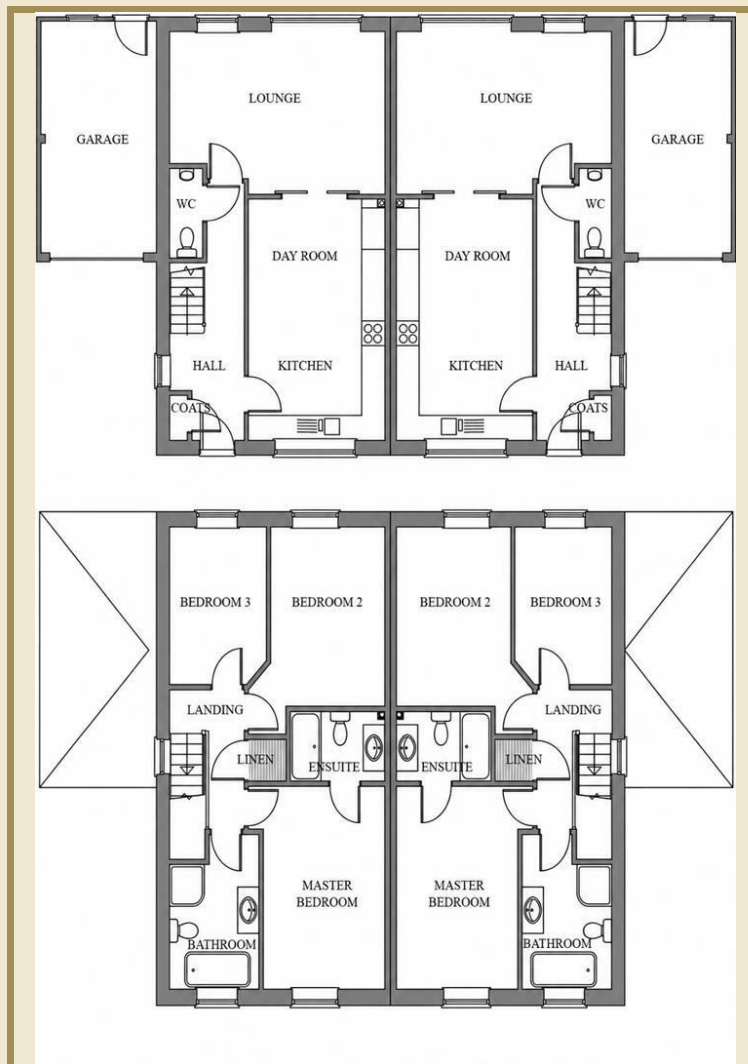 LOUNGE
LOUNGE
GARAGE
GARAGE
WC
WC
DAY ROOM
DAY ROOM
HALL
KITCHEN
KITCHEN
HALL
COATS
COATS
BEDROOM 3
BEDROOM 2
BEDROOM 2
BEDROOM 3
LANDING
LANDING
LINEN
ENSUITE
ENSUITE
LINEN
MASTER
BEDROOM
MASTER
BEDROOM
BATHROOM
BATHROOM